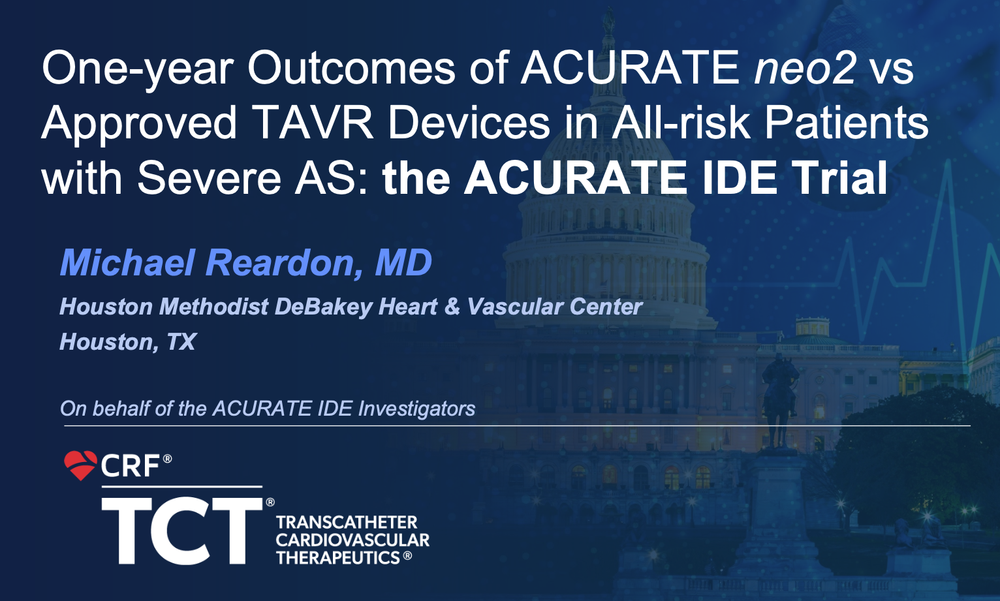 One-year Outcomes of ACURATE neo2 vs
Approved TAVR Devices in All-risk Patients
with Severe AS: the ACURATE IDE Trial
Michael Reardon, MD
Houston Methodist DeBakey Heart & Vascular Center
Houston, TX
On behalf of the ACURATE IDE Investigators
CRF®
TCT®
TRANSCATHETER
CARDIOVASCULAR
THERAPEUTICS®